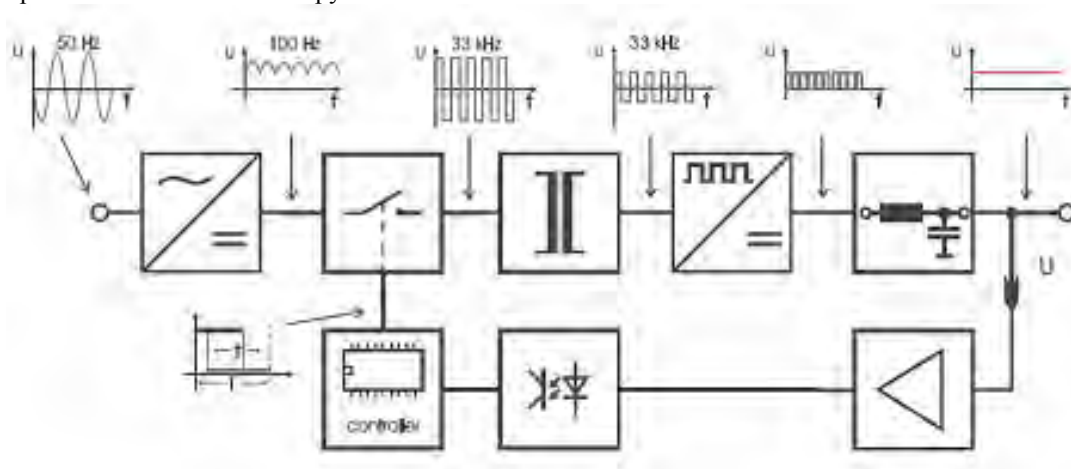 U 50 Hz t
U 100 Hz t
U 33 kHz t
U 33 kHz t
U t
U t
U
controller